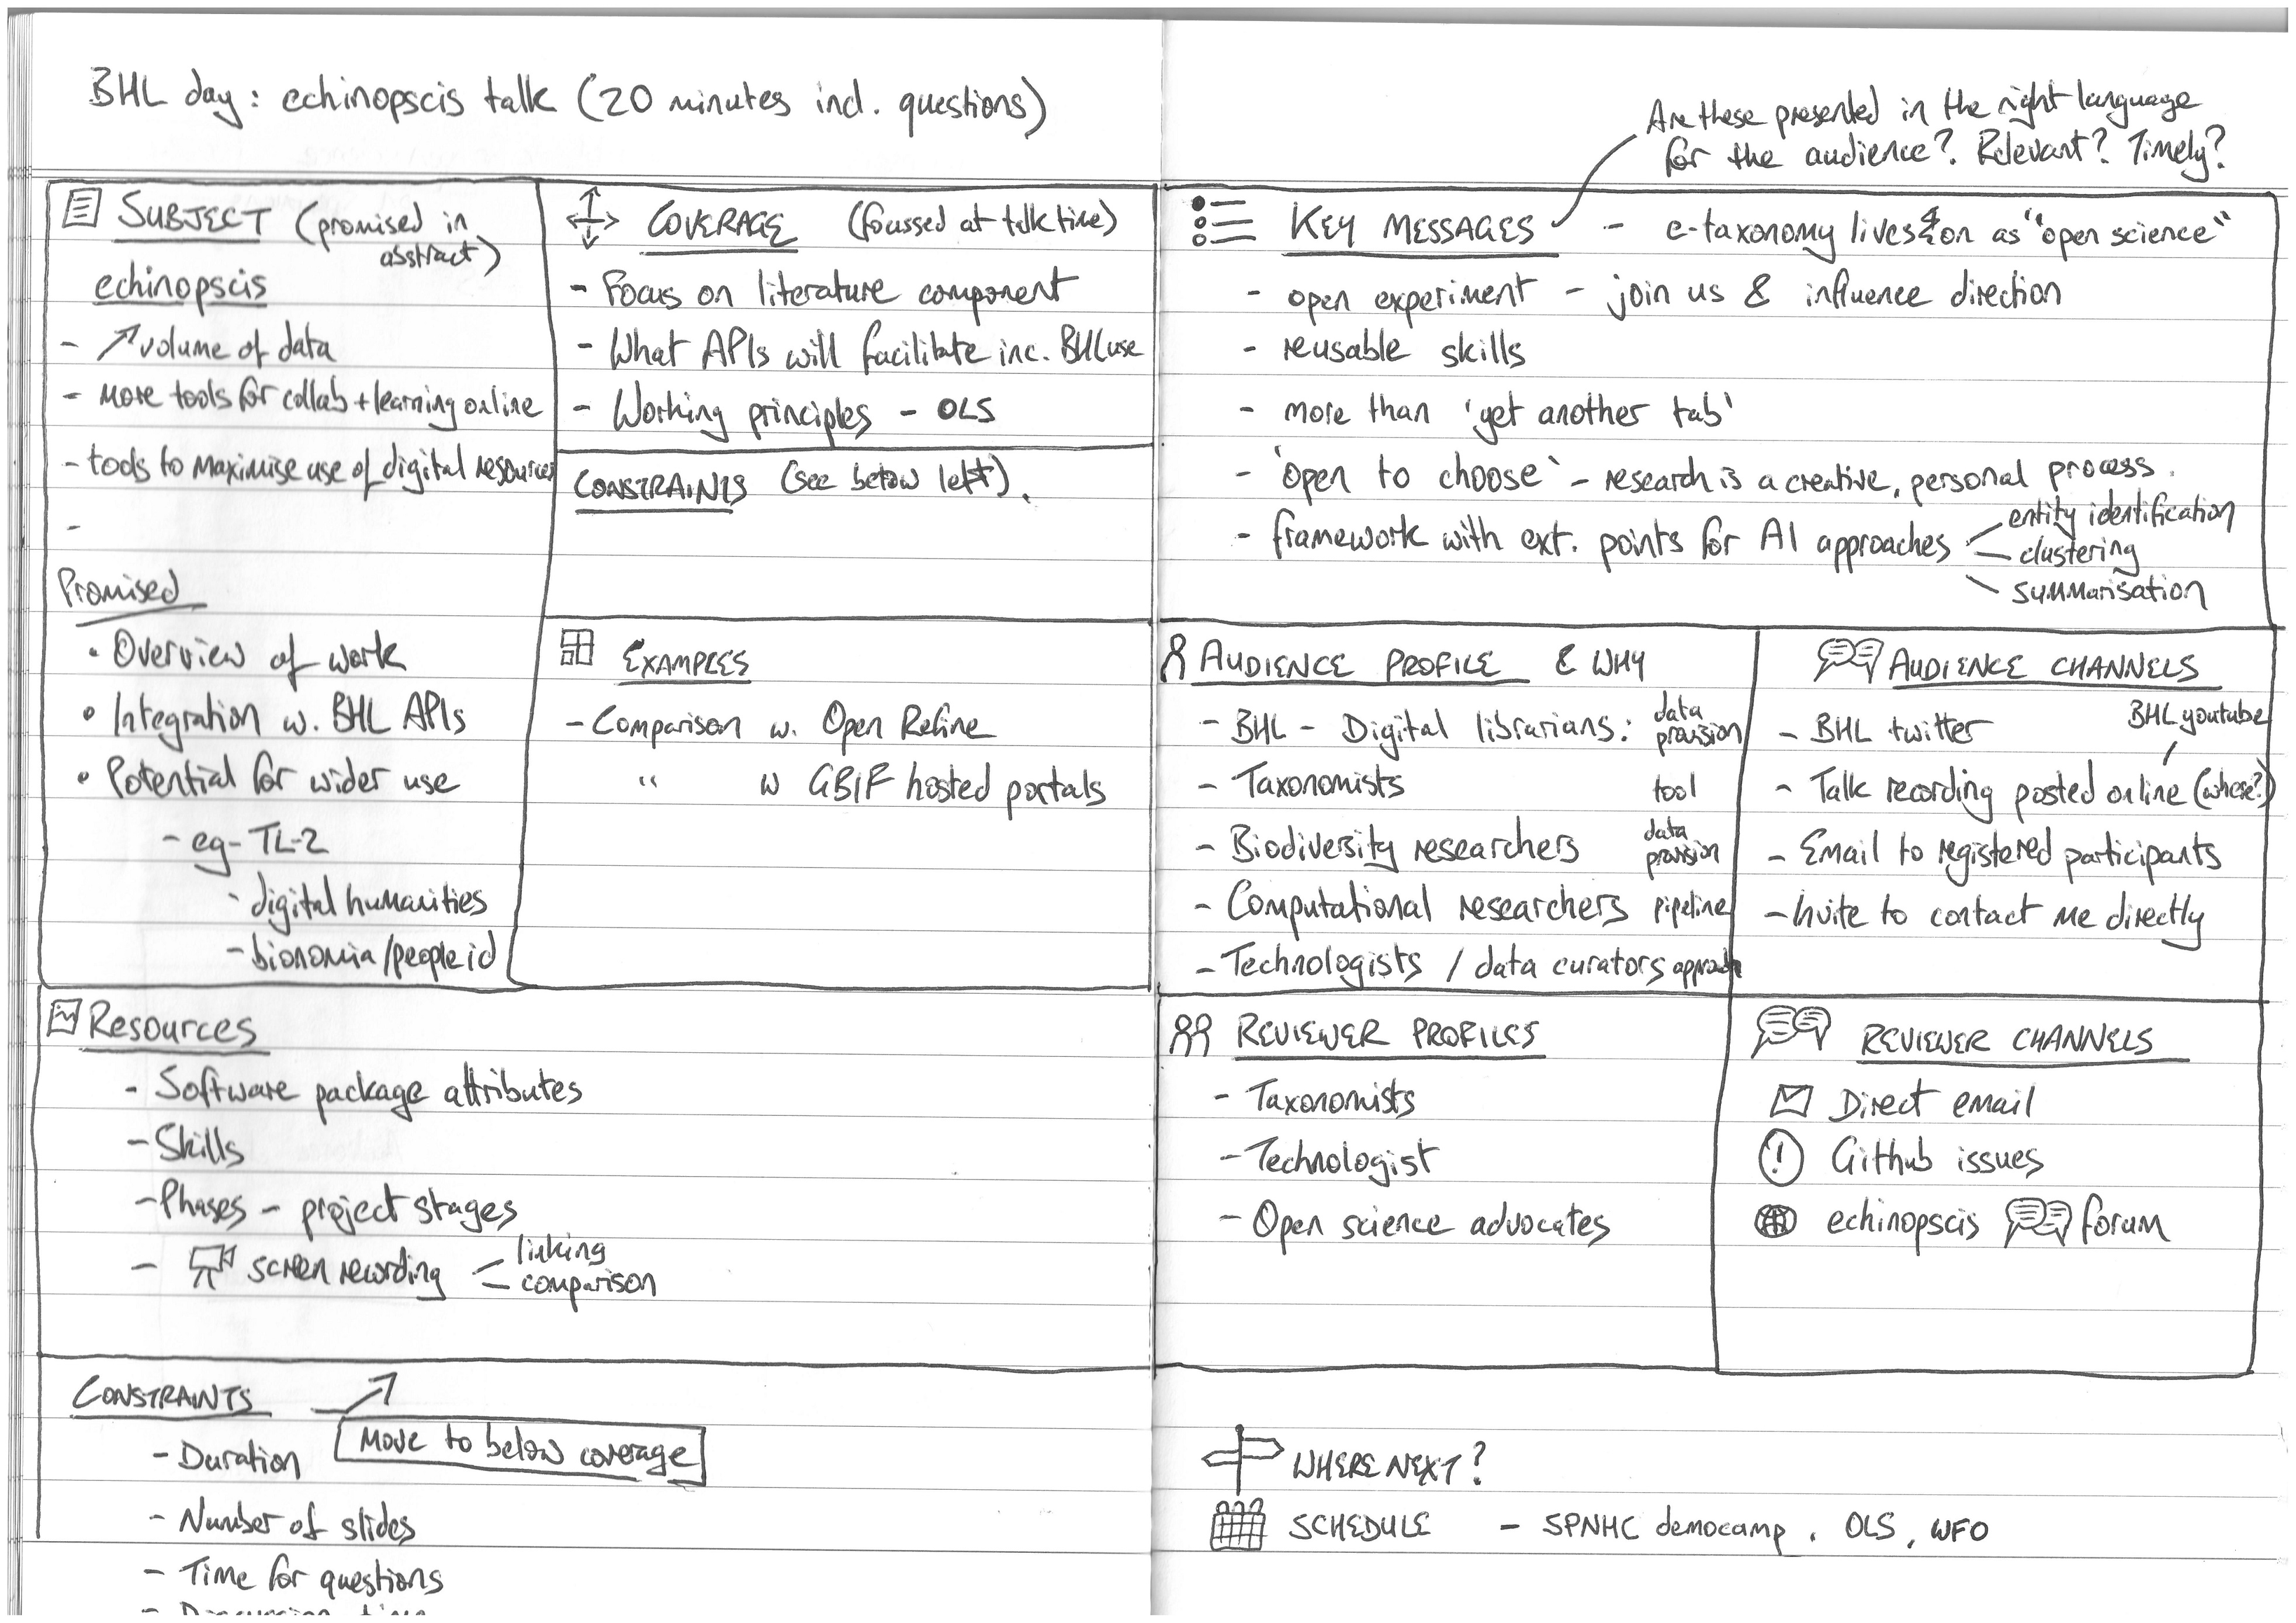 BHL day: echinopscis talk (20 minutes incl. questions)
Are these presented in the right language
for the audience? Relevant? Timely?
SUBJECT (promised in
abstract)
echinopscis
- ↗ volume of data
- More tools for collab + learning online
- tools to maximise use of digital resources
-
Promised
• Overview of work
• Integration w. BHL APIs
• Potential for wider use
- eg - TL-2
- digital humanities
- bionomia/people id
COVERAGE (focussed at talk time)
- Focus on literature component
- What APIs will facilitate inc. BHL use
- Working principles - OLS
CONSTRAINTS (see below left).
EXAMPLES
- Comparison w. Open Refine
" w GBIF hosted portals
Resources
- Software package attributes
- Skills
- Phases - project stages
- screen recording
linking
comparison
CONSTRAINTS
Move to below coverage
- Duration
- Number of slides
- Time for questions
- Discussion time
KEY MESSAGES - e-taxonomy lives on as "open science"
- open experiment - join us & influence direction
- reusable skills
- more than 'yet another tab'
- 'open to choose' - research is a creative, personal process.
- framework with ext. points for AI approaches
entity identification
clustering
summarisation
AUDIENCE PROFILE & WHY
- BHL - Digital librarians: data provision
- Taxonomists tool
- Biodiversity researchers data provision
- Computational researchers pipeline
- Technologists / data curators approach
AUDIENCE CHANNELS
BHL youtube
- BHL twitter
- Talk recording posted online (where?)
- Email to registered participants
- Invite to contact me directly
REVIEWER PROFILES
- Taxonomists
- Technologist
- Open science advocates
REVIEWER CHANNELS
Direct email
Github issues
echinopscis forum
WHERE NEXT?
SCHEDULE - SPNHC democamp, OLS, WFO